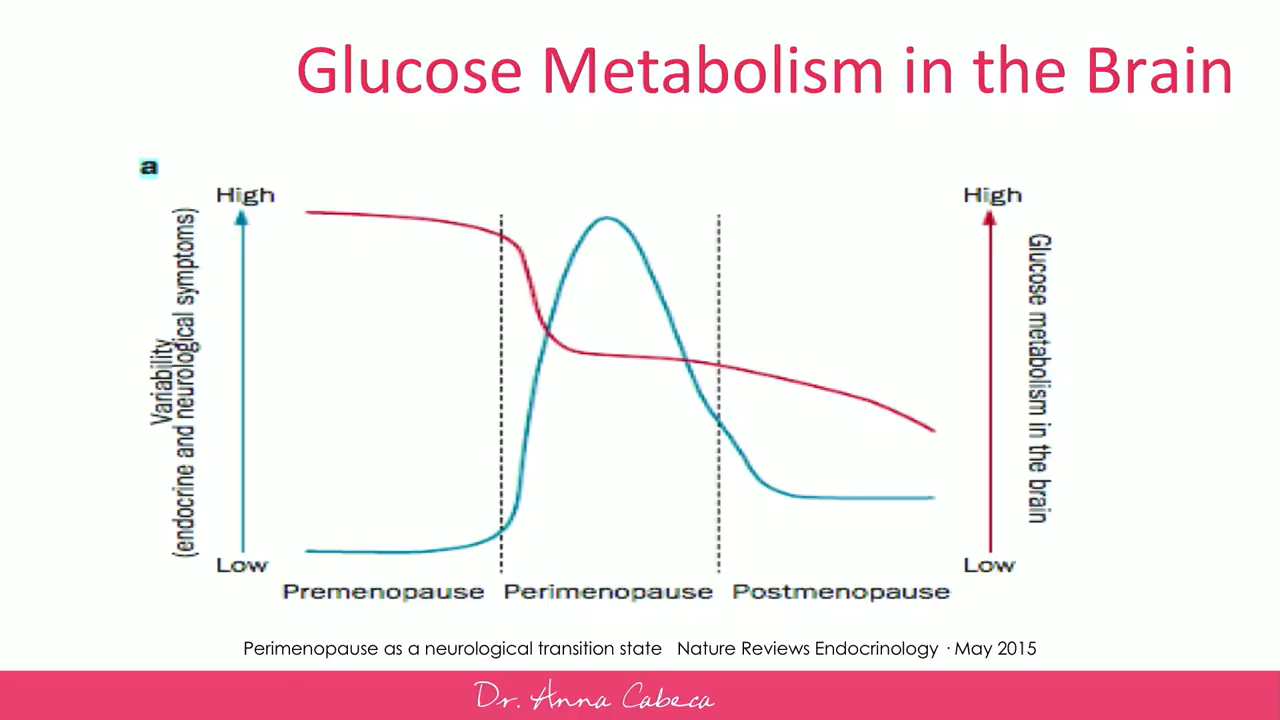 Glucose Metabolism in the Brain
a
High
High
Variability
(endocrine and neurological symptoms)
Glucose metabolism in the brain
Low
Low
Premenopause Perimenopause Postmenopause
Perimenopause as a neurological transition state Nature Reviews Endocrinology · May 2015
Dr. Anna Cabeca